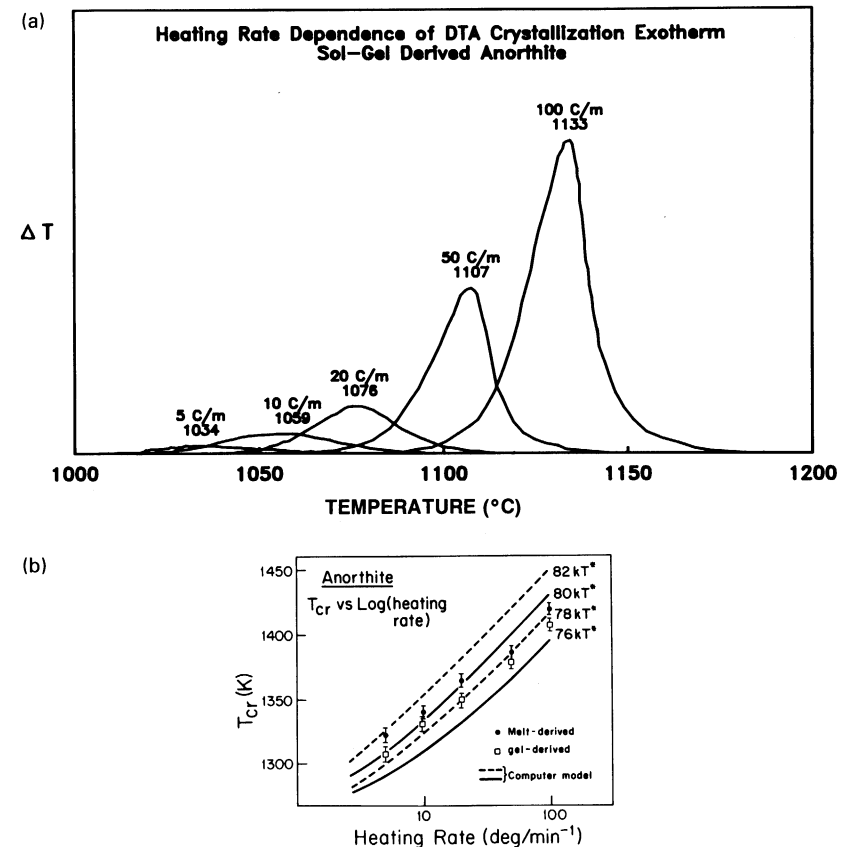 (a)
Heating Rate Dependence of DTA Crystallization Exotherm
Sol-Gel Derived Anorthite
100 C/m
1133
50 C/m
1107
ΔT
20 C/m
1076
10 C/m
1059
5 C/m
1034
1000 1050 1100 1150 1200
TEMPERATURE (°C)
(b)
Anorthite
Tcr vs Log(heating
rate)
82kT*
80kT*
78kT*
76kT*
1450
1400
1350
1300
Tcr (K)
Melt-derived
gel-derived
Computer model
10 100
Heating Rate (deg/min⁻¹)